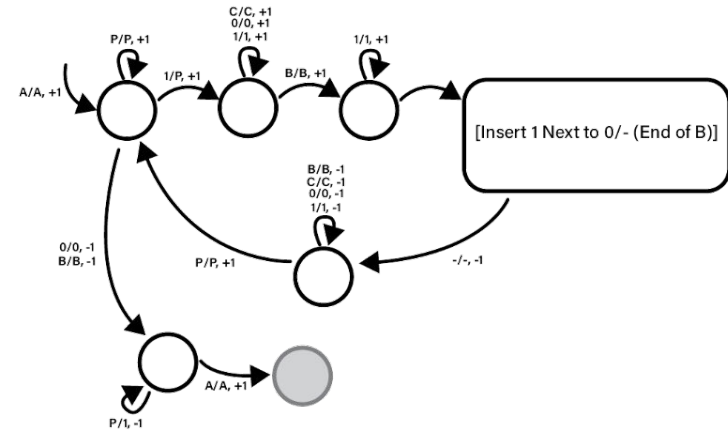 C/C, +1
0/0, +1
1/1, +1
P/P, +1
1/1, +1
A/A, +1
1/P, +1
B/B, +1
[Insert 1 Next to 0/- (End of B)]
B/B, -1
C/C, -1
0/0, -1
1/1, -1
0/0, -1
B/B, -1
P/P, +1
-/-, -1
A/A, +1
P/1, -1